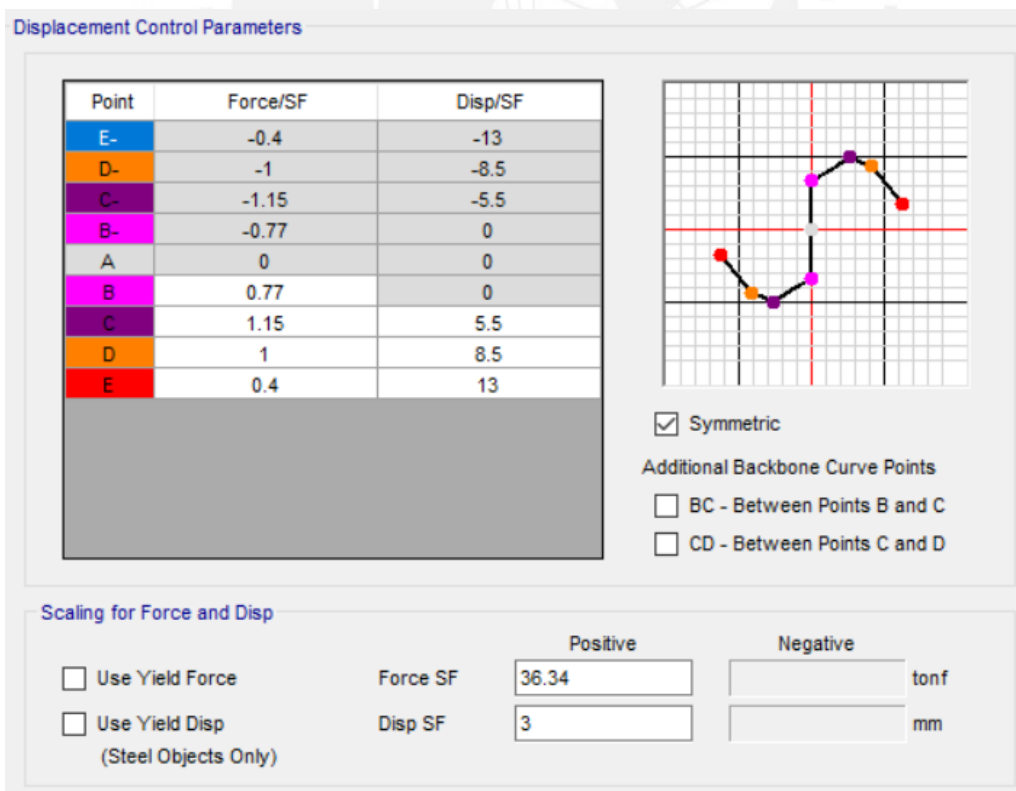 Displacement Control Parameters
Point Force/SF Disp/SF
E- -0.4 -13
D- -1 -8.5
C- -1.15 -5.5
B- -0.77 0
A 0 0
B 0.77 0
C 1.15 5.5
D 1 8.5
E 0.4 13
Symmetric
Additional Backbone Curve Points
BC - Between Points B and C
CD - Between Points C and D
Scaling for Force and Disp
Positive Negative
Use Yield Force Force SF 36.34 tonf
Use Yield Disp Disp SF 3 mm
(Steel Objects Only)